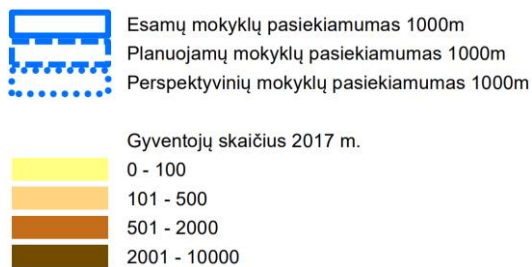 Esamų mokyklų pasiekiamumas 1000m
Planuojamų mokyklų pasiekiamumas 1000m
Perspektyvinių mokyklų pasiekiamumas 1000m
Gyventojų skaičius 2017 m.
0 - 100
101 - 500
501 - 2000
2001 - 10000